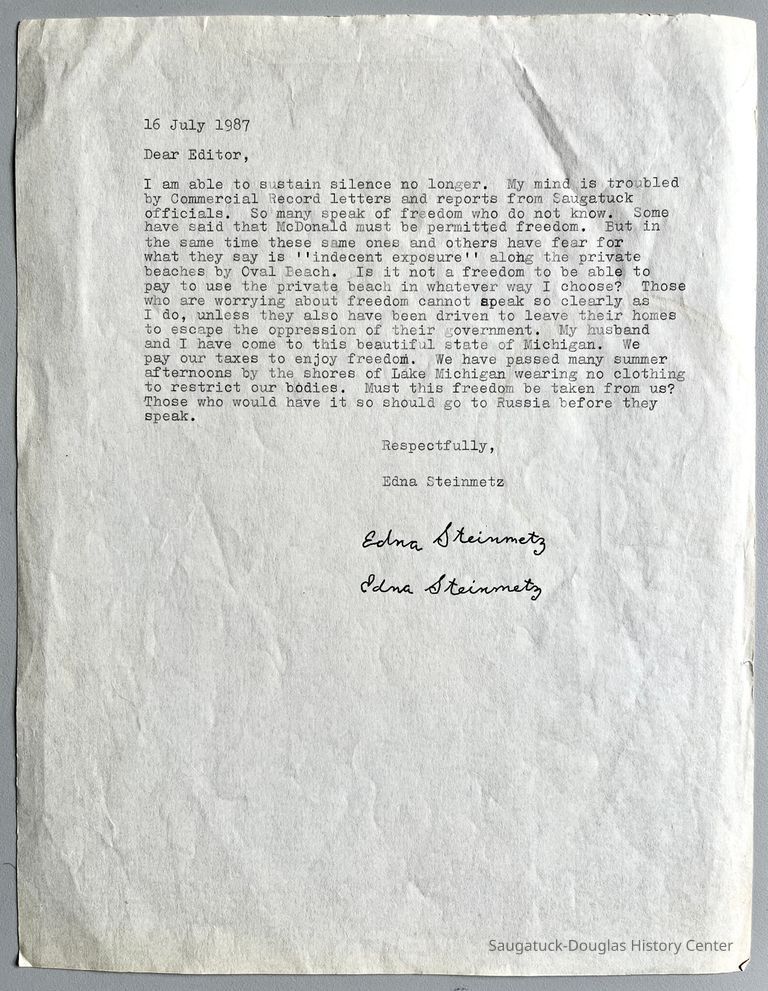 16 July 1987
Dear Editor,
I am able to sustain silence no longer.  My mind is troubled
by Commercial Record letters and reports from Saugatuck
officials.  So many speak of freedom who do not know.  Some
have said that McDonald must be permitted freedom.  But in
the same time these same ones and others have fear for
what they say is ''indecent exposure'' along the private
beaches by Oval Beach.  Is it not a freedom to be able to
pay to use the private beach in whatever way I choose?  Those
who are worrying about freedom cannot speak so clearly as
I do, unless they also have been driven to leave their homes
to escape the oppression of their government.  My husband
and I have come to this beautiful state of Michigan.  We
pay our taxes to enjoy freedom.  We have passed many summer
afternoons by the shores of Lake Michigan wearing no clothing
to restrict our bodies.  Must this freedom be taken from us?
Those who would have it so should go to Russia before they
speak.
Respectfully,
Edna Steinmetz
Edna Steinmetz
Edna Steinmetz
Saugatuck-Douglas History Center